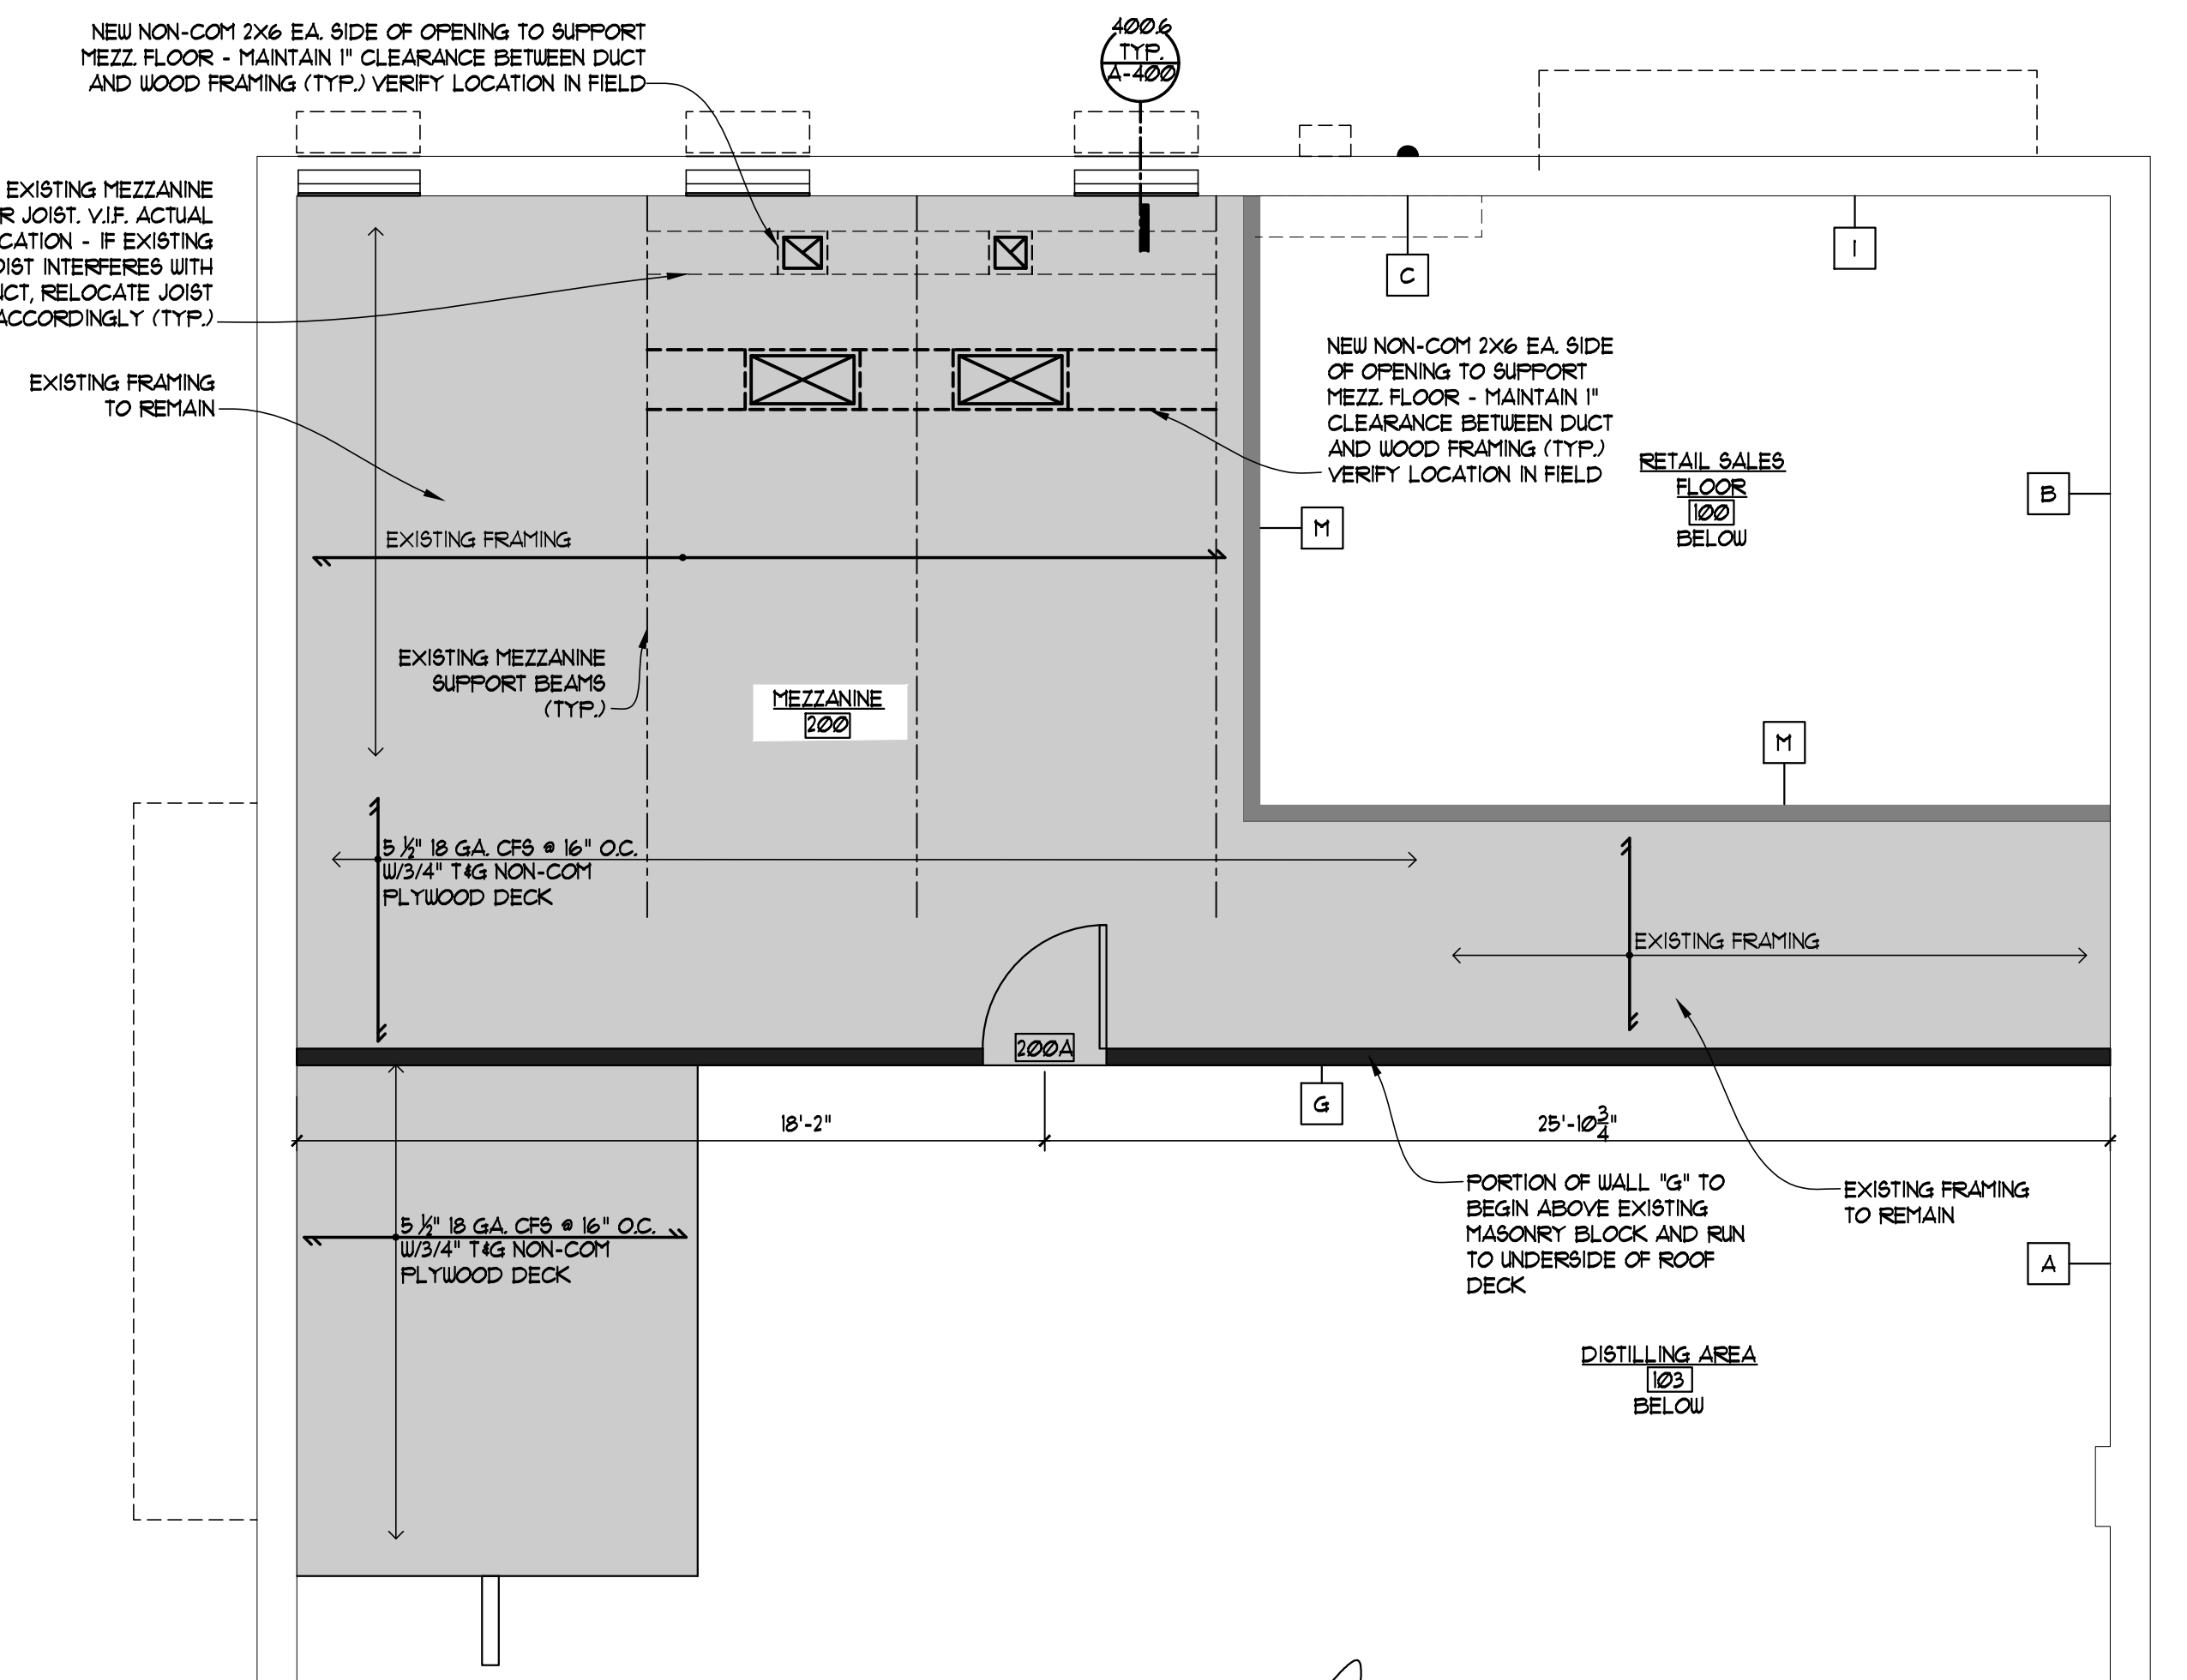 NEW NON-COM 2X6 EA. SIDE OF OPENING TO SUPPORT
MEZZ. FLOOR - MAINTAIN 1" CLEARANCE BETWEEN DUCT
AND WOOD FRAMING (TYP.) VERIFY LOCATION IN FIELD
400.6
TYP.
A-400
EXISTING MEZZANINE
JOIST. V.I.F. ACTUAL
- IF EXISTING
INTERFERES WITH
RELOCATE JOIST
ACCORDINGLY (TYP.)
EXISTING FRAMING
TO REMAIN
C
I
NEW NON-COM 2X6 EA. SIDE
OF OPENING TO SUPPORT
MEZZ. FLOOR - MAINTAIN 1"
CLEARANCE BETWEEN DUCT
AND WOOD FRAMING (TYP.)
VERIFY LOCATION IN FIELD
RETAIL SALES
FLOOR
100
BELOW
B
M
EXISTING FRAMING
EXISTING MEZZANINE
SUPPORT BEAMS
(TYP.)
MEZZANINE
200
M
5 ½" 18 GA. CFS @ 16" O.C.
W/3/4" T&G NON-COM
PLYWOOD DECK
EXISTING FRAMING
200A
G
18'-2"
25'-10 3/4"
PORTION OF WALL "G" TO
BEGIN ABOVE EXISTING
MASONRY BLOCK AND RUN
TO UNDERSIDE OF ROOF
DECK
EXISTING FRAMING
TO REMAIN
5 ½" 18 GA. CFS @ 16" O.C.
W/3/4" T&G NON-COM
PLYWOOD DECK
A
DISTILLING AREA
103
BELOW